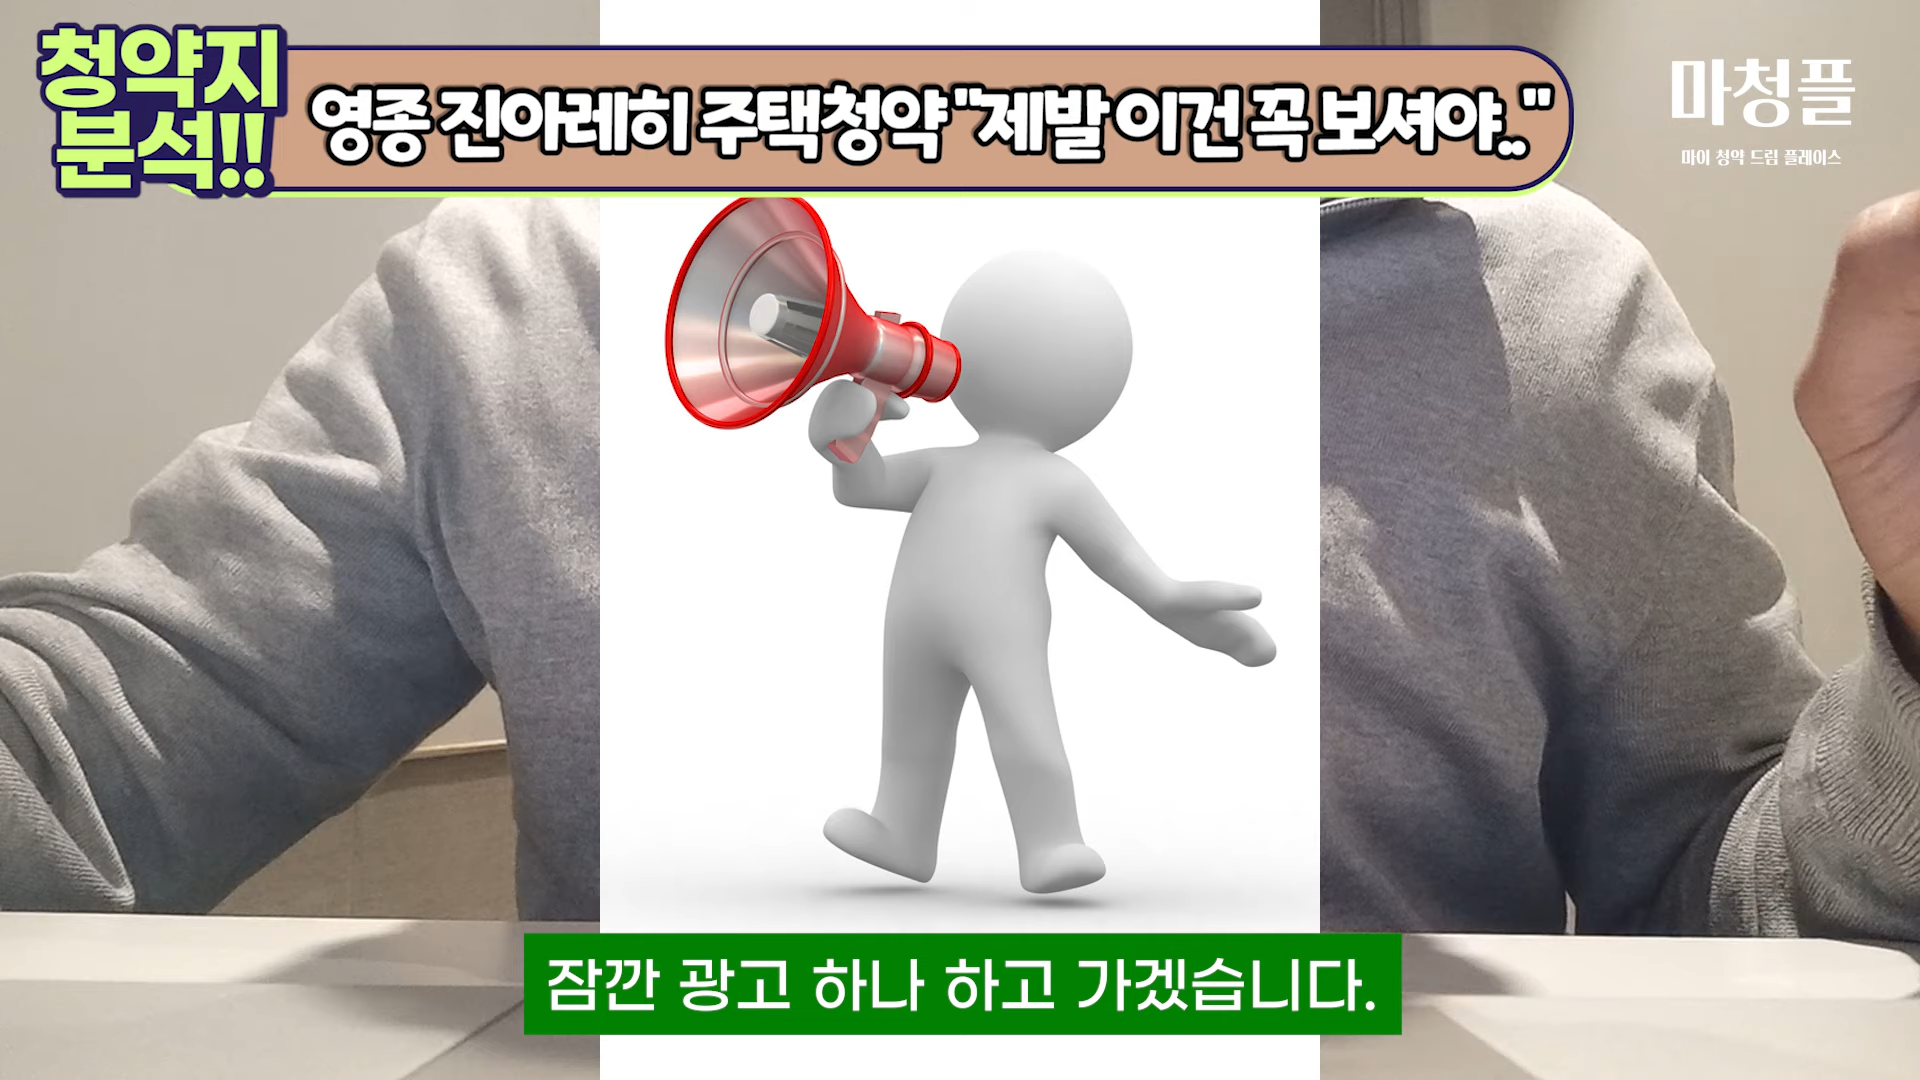 청약지
분석!!
영종 진아레히 주택청약 "제발 이건 꼭 보셔야.."
마청플
마이 청약 드림 플레이스
잠깐 광고 하나 하고 가겠습니다.